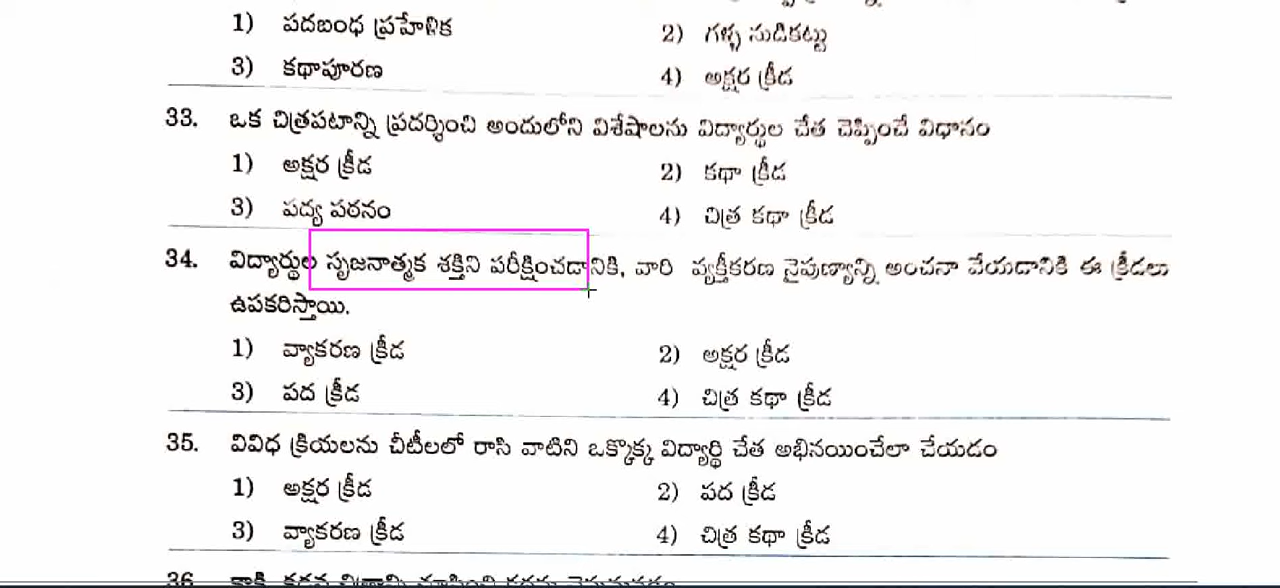 1) పదబంధ ప్రహేళిక 2) గళ్ళ నుడికట్టు
3) కథాపూరణ 4) అక్షర క్రీడ
33. ఒక చిత్రపటాన్ని ప్రదర్శించి అందులోని విశేషాలను విద్యార్థుల చేత చెప్పించే విధానం
1) అక్షర క్రీడ 2) కథా క్రీడ
3) పద్య పఠనం 4) చిత్ర కథా క్రీడ
34. విద్యార్థుల సృజనాత్మక శక్తిని పరీక్షించడానికి, వారి వ్యక్తీకరణ నైపుణ్యాన్ని అంచనా వేయడానికి ఈ క్రీడలు
ఉపకరిస్తాయి.
1) వ్యాకరణ క్రీడ 2) అక్షర క్రీడ
3) పద క్రీడ 4) చిత్ర కథా క్రీడ
35. వివిధ క్రియలను చీటీలలో రాసి వాటిని ఒక్కొక్క విద్యార్థి చేత అభినయించేలా చేయడం
1) అక్షర క్రీడ 2) పద క్రీడ
3) వ్యాకరణ క్రీడ 4) చిత్ర కథా క్రీడ
36